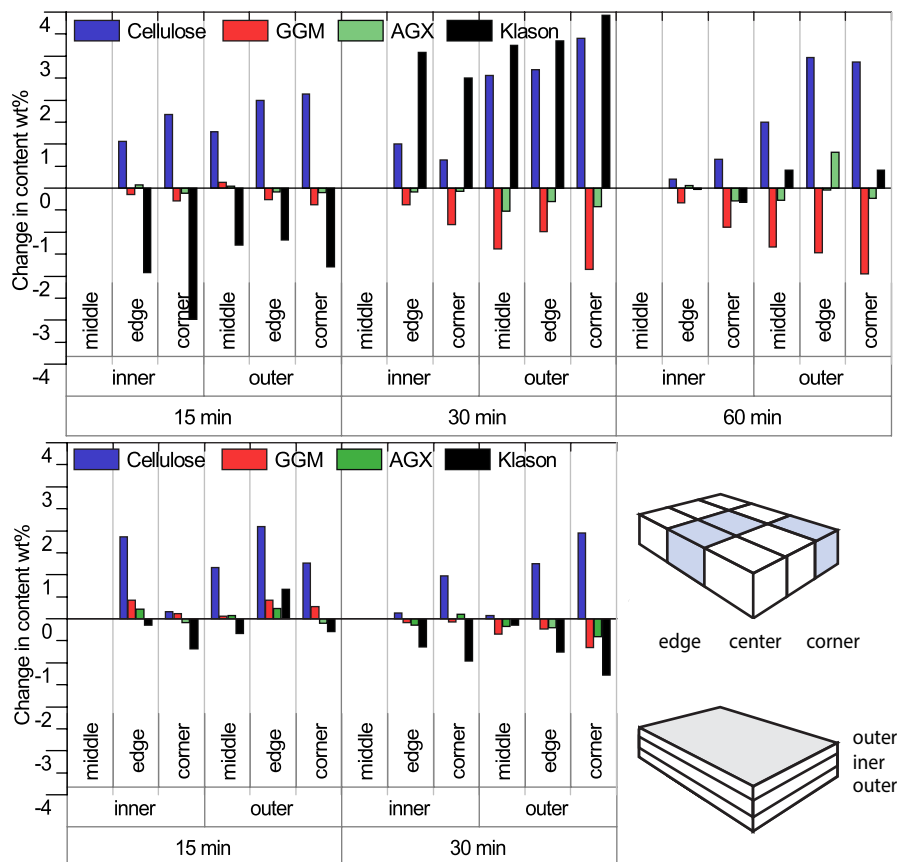 Cellulose GGM AGX Klason
Change in content wt%
4
3
2
1
0
-1
-2
-3
-4
middle edge corner middle edge corner middle edge corner middle edge corner middle edge corner middle edge corner
inner outer inner outer inner outer
15 min 30 min 60 min
Cellulose GGM AGX Klason
Change in content wt%
4
3
2
1
0
-1
-2
-3
-4
middle edge corner middle edge corner middle edge corner middle edge corner
inner outer inner outer
15 min 30 min
edge center corner
outer
iner
outer